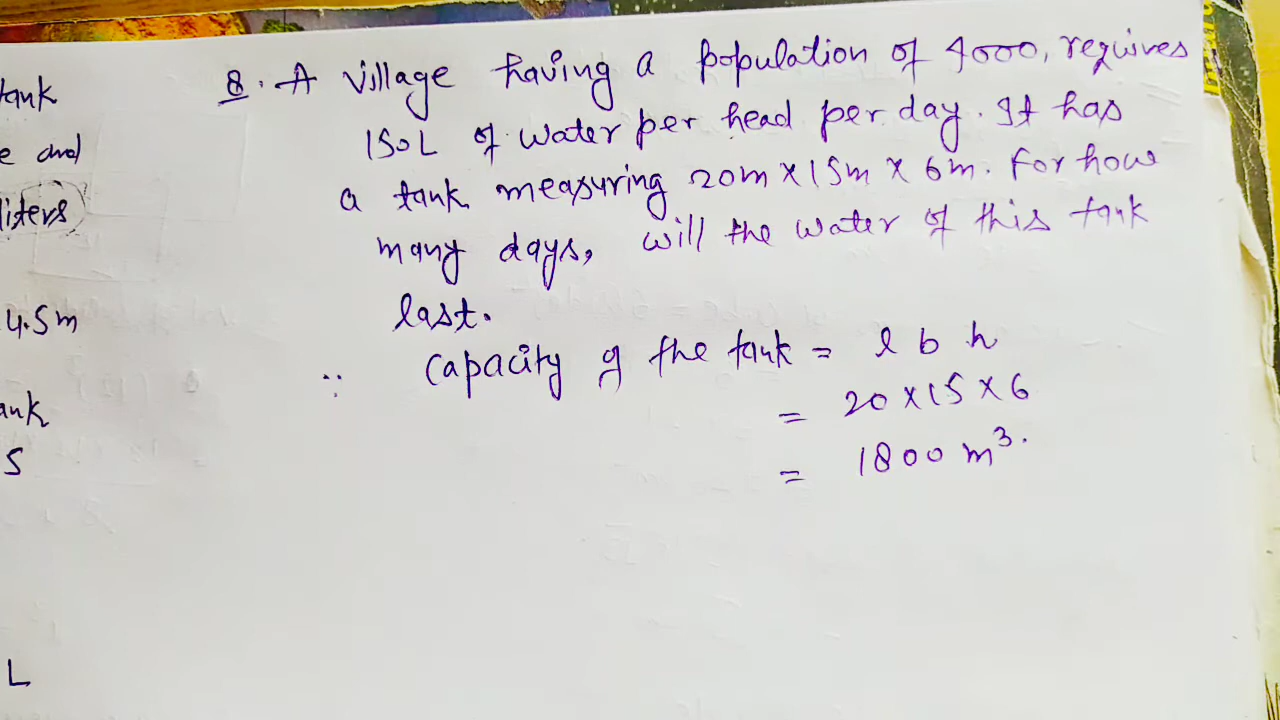 tank
e and
liters
4.5m
ank
S
L
8. A village having a population of 4000, requires
150L of water per head per day. It has
a tank measuring 20m x 15m x 6m. For how
many days, will the water of this tank
last.
∵ Capacity of the tank = l b h
= 20 x 15 x 6
= 1800 m³.